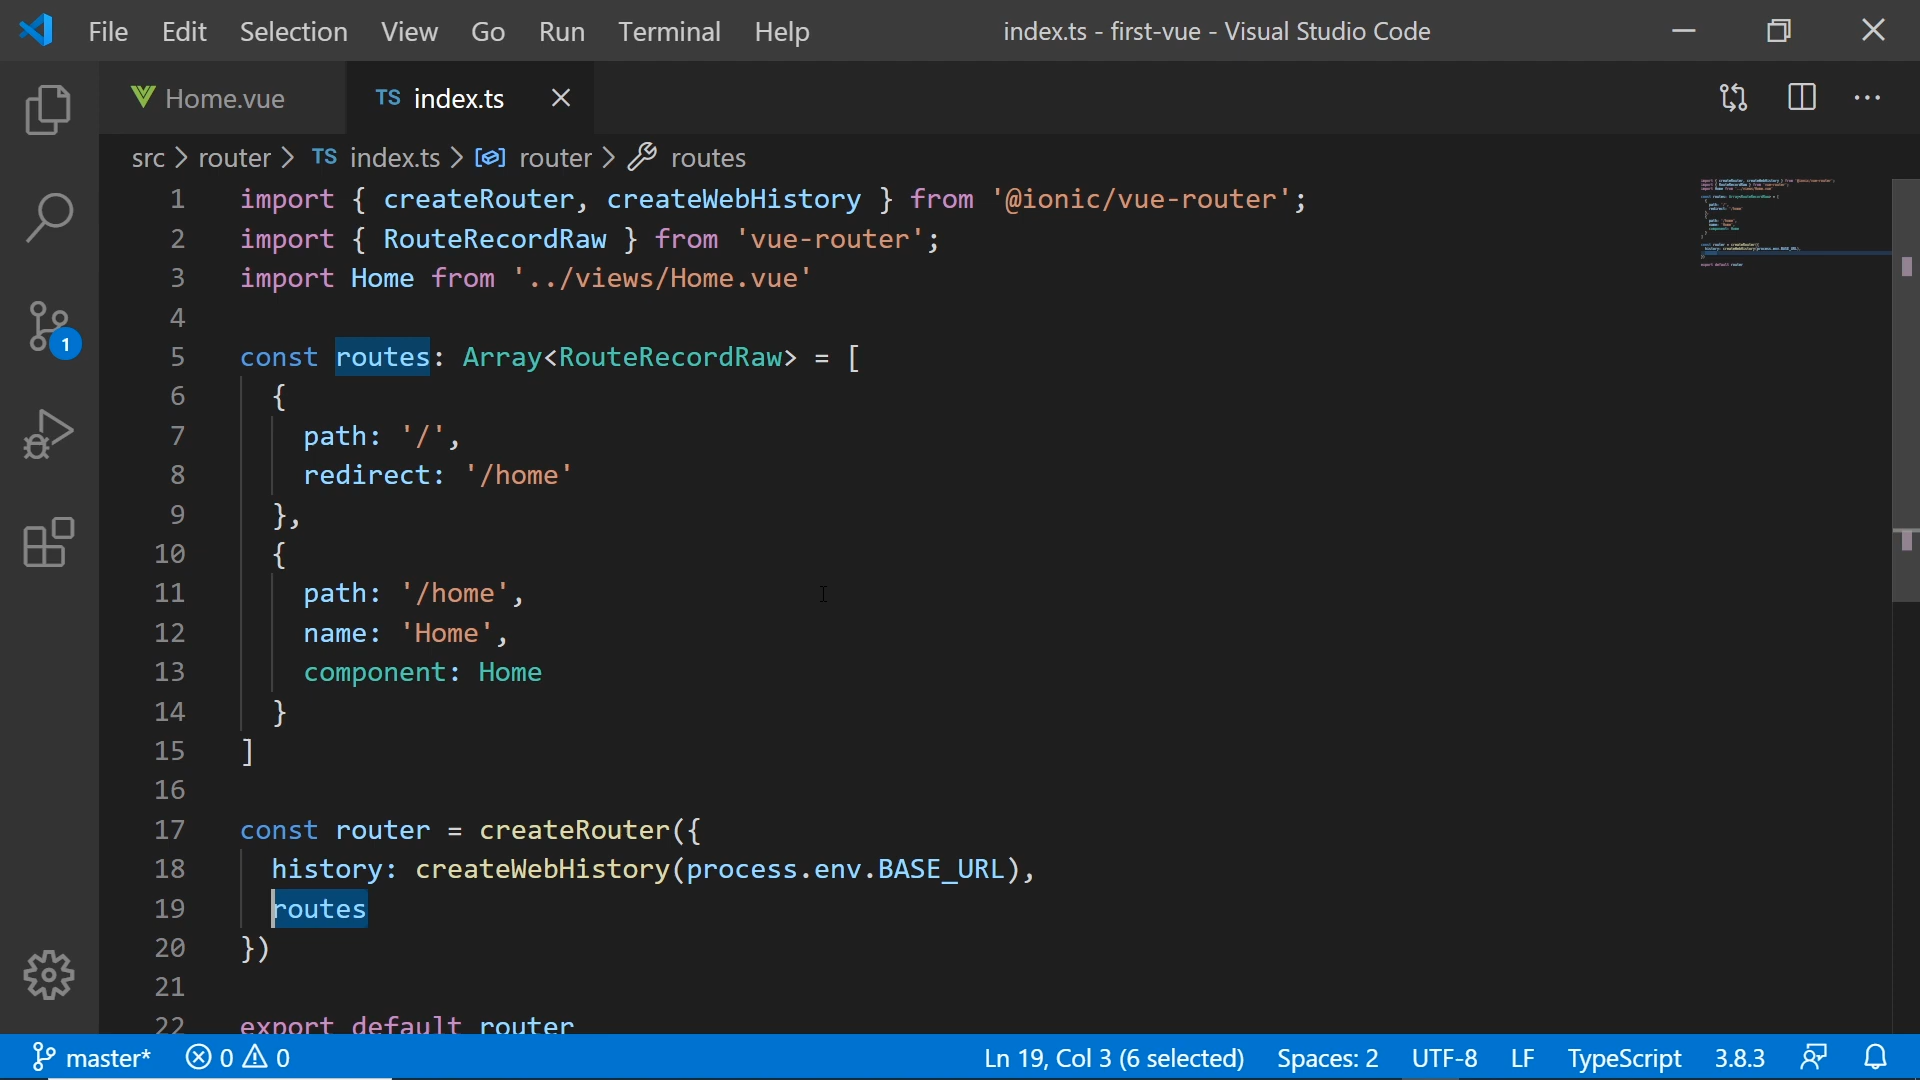 File Edit Selection View Go Run Terminal Help index.ts - first-vue - Visual Studio Code
Home.vue TS index.ts
src > router > TS index.ts > router > routes
1 import { createRouter, createWebHistory } from '@ionic/vue-router';
2 import { RouteRecordRaw } from 'vue-router';
3 import Home from '../views/Home.vue'
4
5 const routes: Array<RouteRecordRaw> = [
6 {
7 path: '/',
8 redirect: '/home'
9 },
10 {
11 path: '/home',
12 name: 'Home',
13 component: Home
14 }
15 ]
16
17 const router = createRouter({
18 history: createWebHistory(process.env.BASE_URL),
19 routes
20 })
21
22 export default router
1
master* 0 0 Ln 19, Col 3 (6 selected) Spaces: 2 UTF-8 LF TypeScript 3.8.3